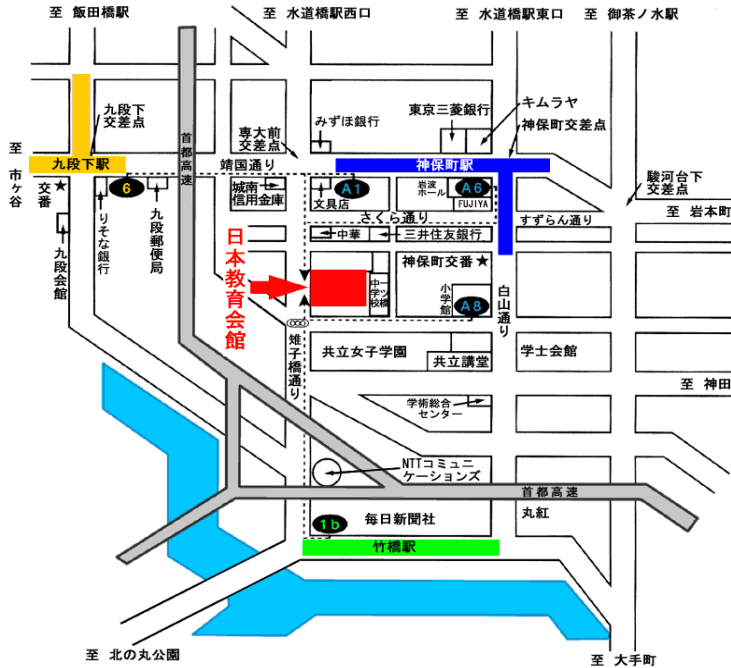 至 飯田橋駅
至 水道橋駅西口
至 水道橋駅東口
至 御茶ノ水駅
九段下
交差点
首都高速
専大前
交差点
みずほ銀行
東京三菱銀行
キムラヤ
神保町交差点
至 市ヶ谷
九段下駅
靖国通り
神保町駅
駿河台下
交差点
交番★
6
城南
信用金庫
文具店
A1
岩波
ホール
A6
FUJIYA
りそな銀行
九段郵便局
さくら通り
すずらん通り
至 岩本町
九段会館
中華
三井住友銀行
日本教育会館
神保町交番★
一ツ橋
中学校
小学館
A8
白山通り
雉子橋通り
共立女子学園
共立講堂
学士会館
至 神田
学術総合
センター
NTTコミュニ
ケーションズ
首都高速
丸紅
1b
毎日新聞社
竹橋駅
至 北の丸公園
至 大手町